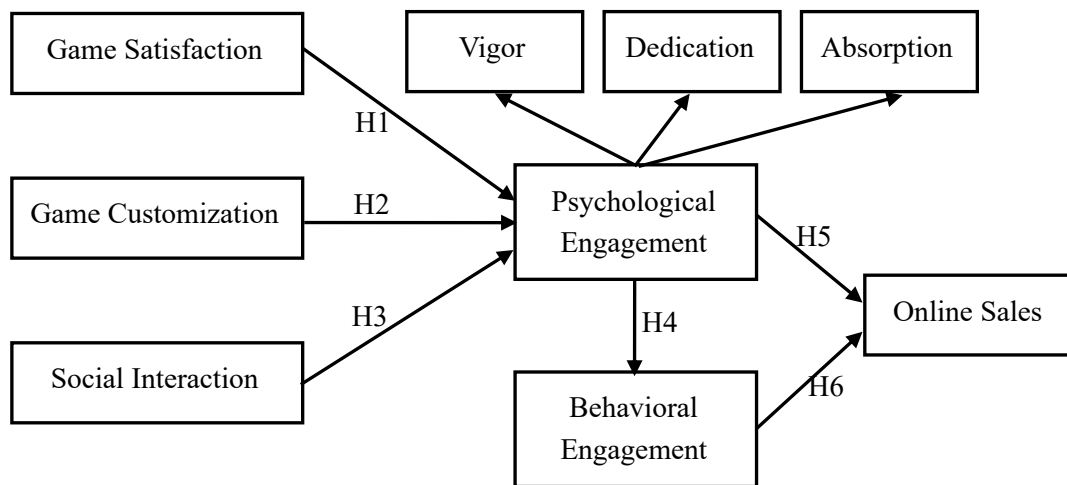 Game Satisfaction
Vigor
Dedication
Absorption
H1
Game Customization
H2
Psychological
Engagement
H5
H3
H4
Online Sales
Social Interaction
Behavioral
Engagement
H6